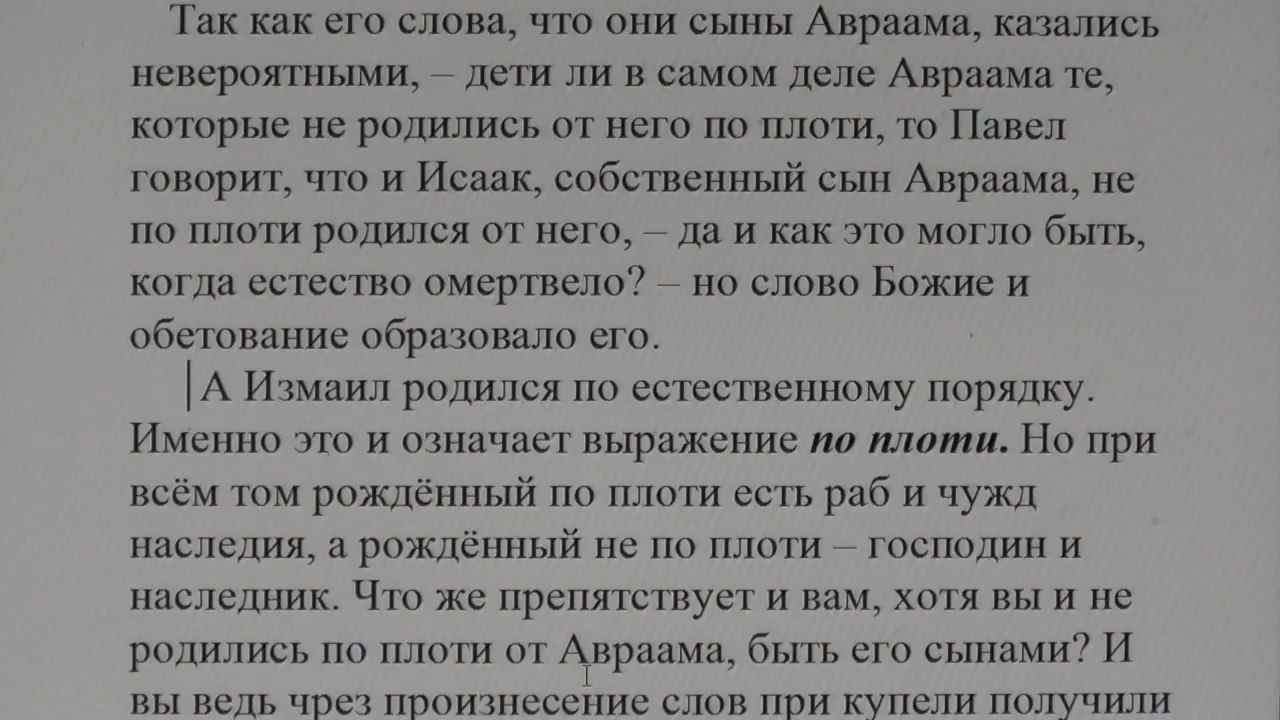 Так как его слова, что они сыны Авраама, казались
невероятными, – дети ли в самом деле Авраама те,
которые не родились от него по плоти, то Павел
говорит, что и Исаак, собственный сын Авраама, не
по плоти родился от него, – да и как это могло быть,
когда естество омертвело? – но слово Божие и
обетование образовало его.
А Измаил родился по естественному порядку.
Именно это и означает выражение по плоти. Но при
всём том рождённый по плоти есть раб и чужд
наследия, а рождённый не по плоти – господин и
наследник. Что же препятствует и вам, хотя вы и не
родились по плоти от Авраама, быть его сынами? И
вы ведь чрез произнесение слов при купели получили